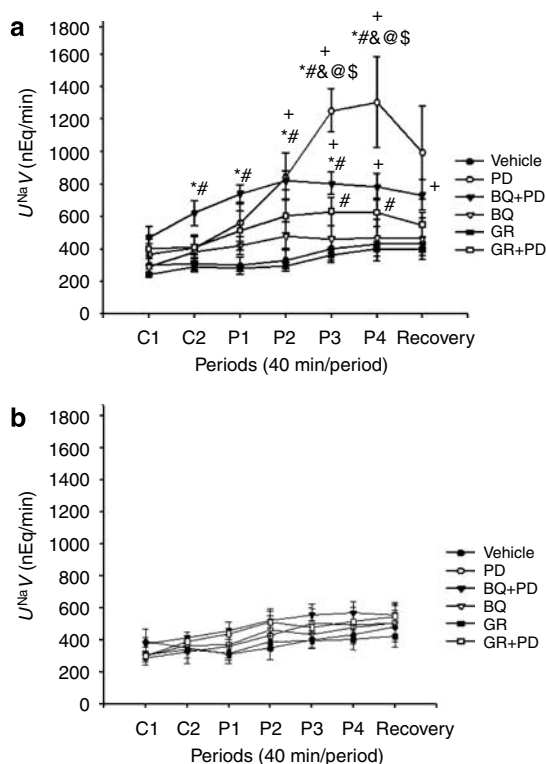 a
UNaV (nEq/min)
1800
1600
1400
1200
1000
800
600
400
200
0
+
*#&@$
+
*#&@$
+
*#
+
*#
*#
*#
+
+
#
#
Vehicle
PD
BQ+PD
BQ
GR
GR+PD
C1 C2 P1 P2 P3 P4 Recovery
Periods (40 min/period)
b
UNaV (nEq/min)
1800
1600
1400
1200
1000
800
600
400
200
0
Vehicle
PD
BQ+PD
BQ
GR
GR+PD
C1 C2 P1 P2 P3 P4 Recovery
Periods (40 min/period)